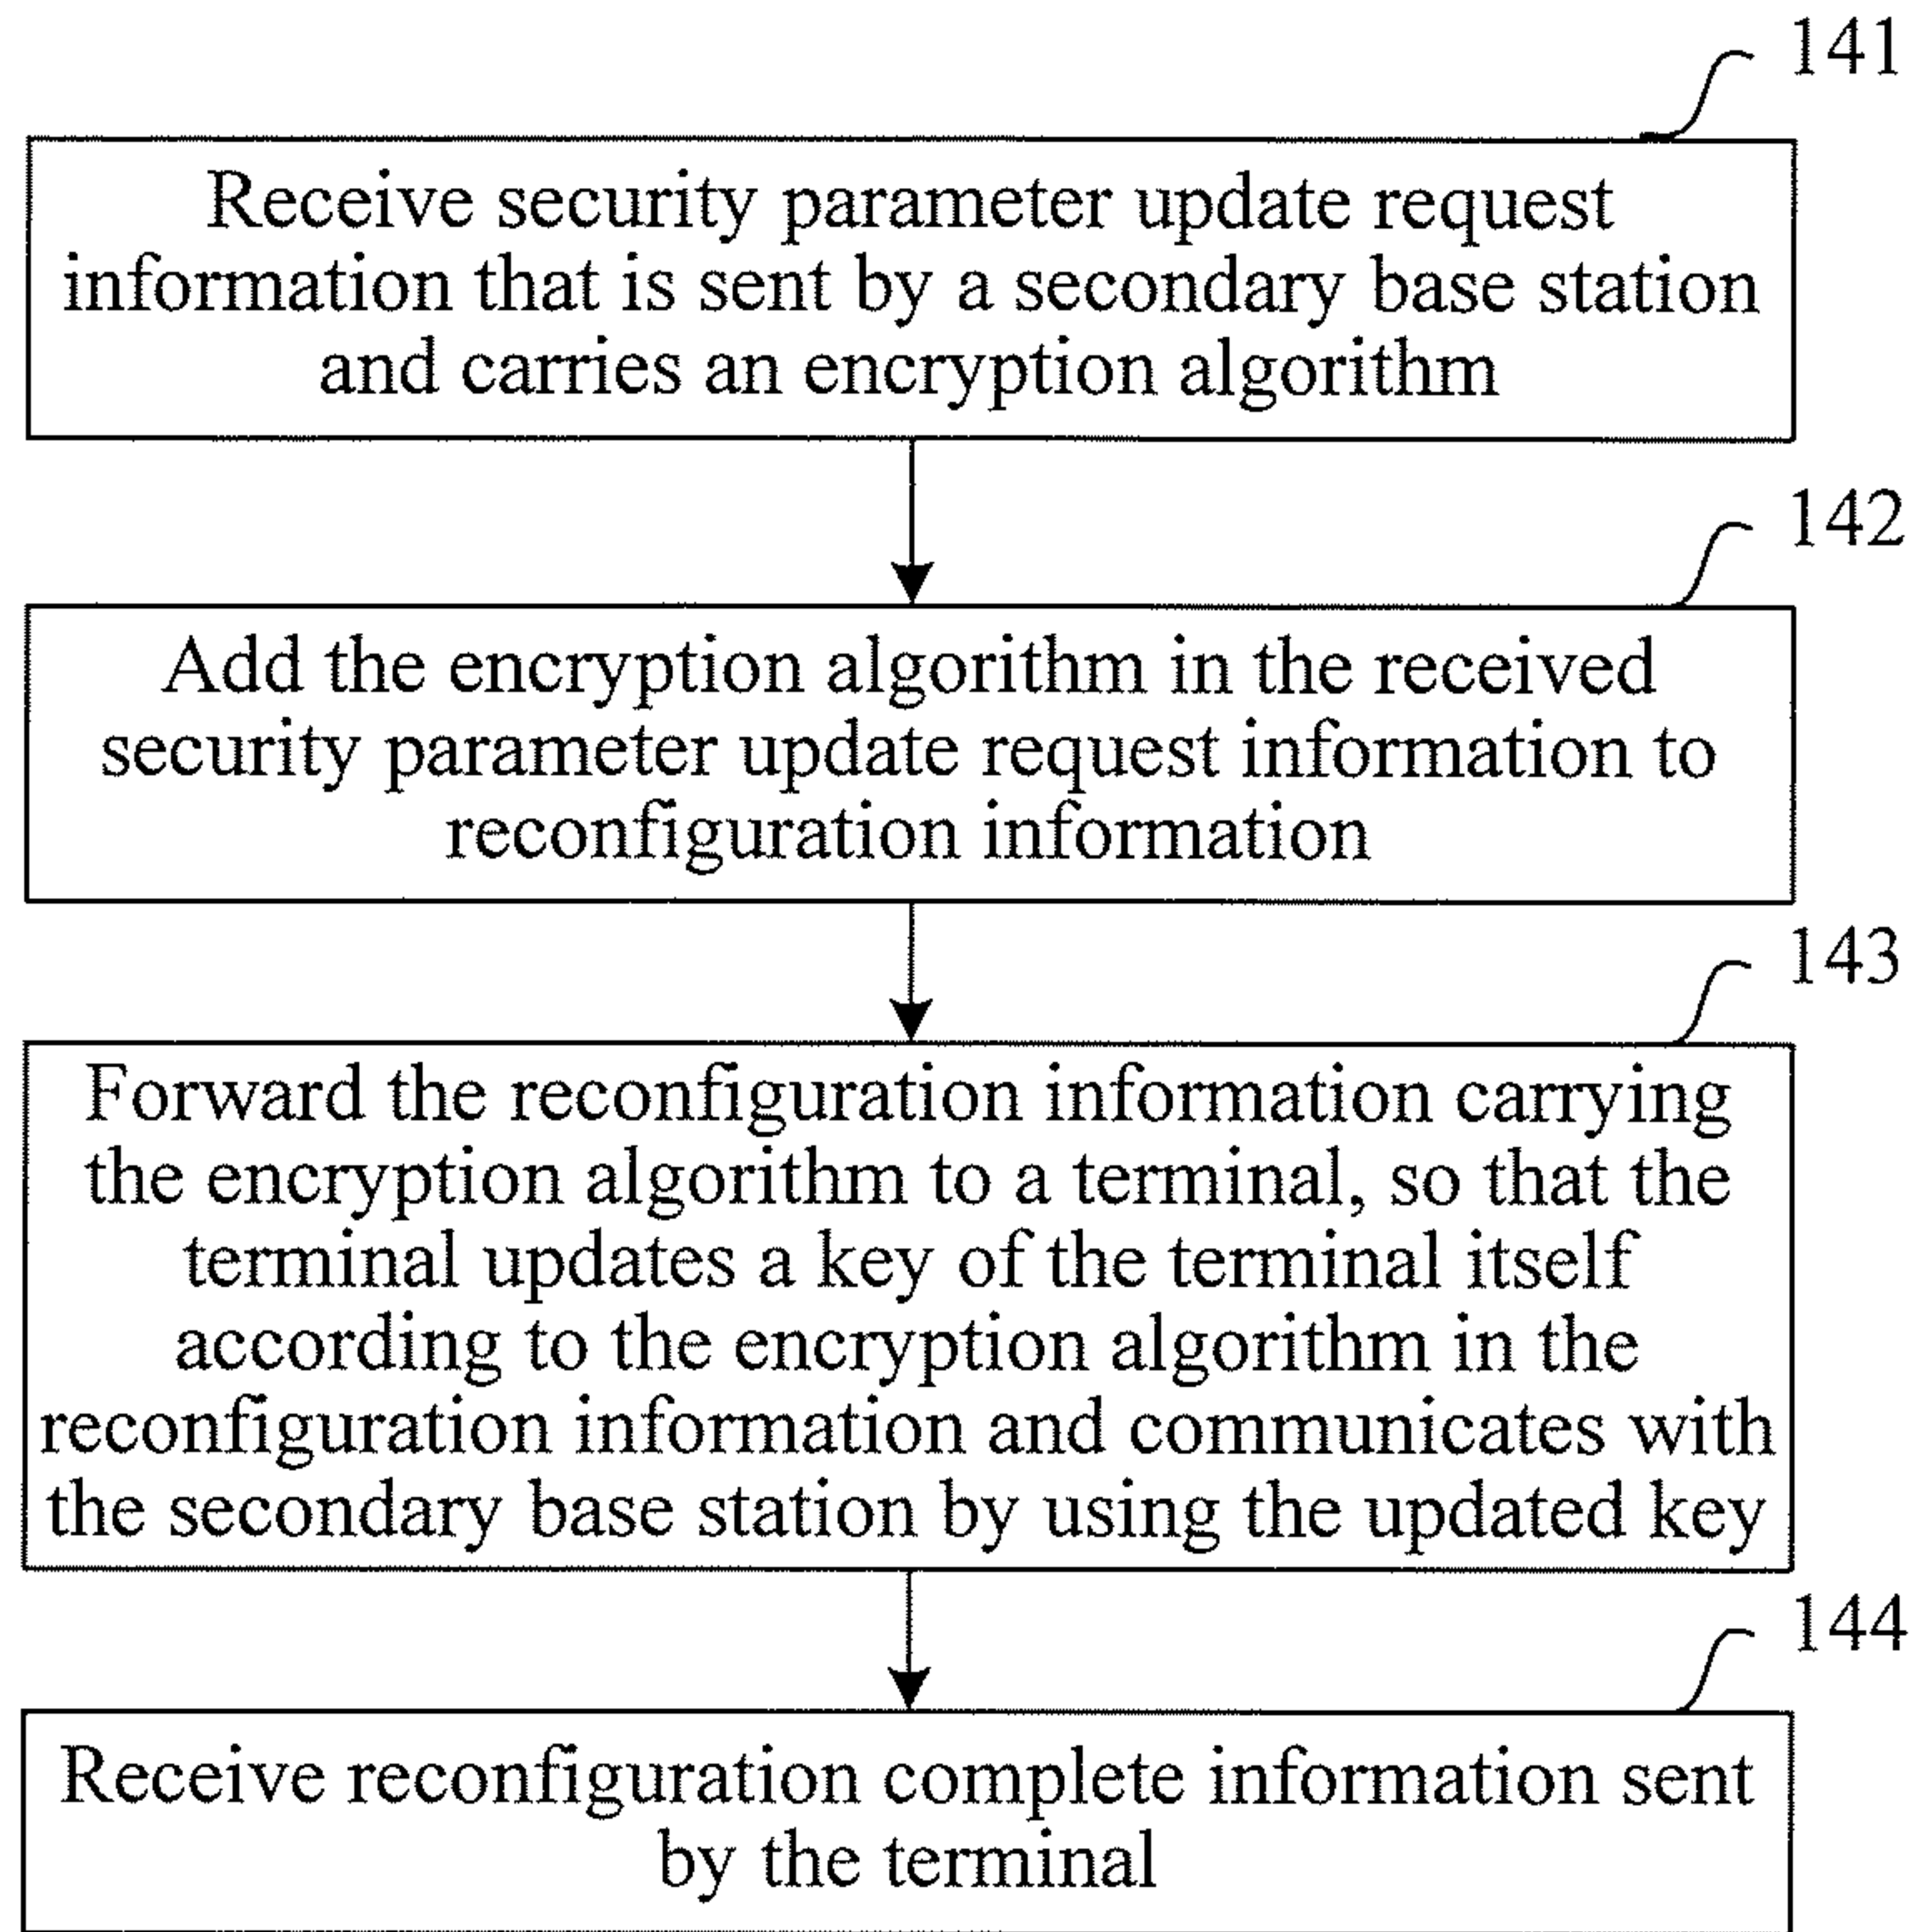 141
Receive security parameter update request
information that is sent by a secondary base station
and carries an encryption algorithm
142
Add the encryption algorithm in the received
security parameter update request information to
reconfiguration information
143
Forward the reconfiguration information carrying
the encryption algorithm to a terminal, so that the
terminal updates a key of the terminal itself
according to the encryption algorithm in the
reconfiguration information and communicates with
the secondary base station by using the updated key
144
Receive reconfiguration complete information sent
by the terminal